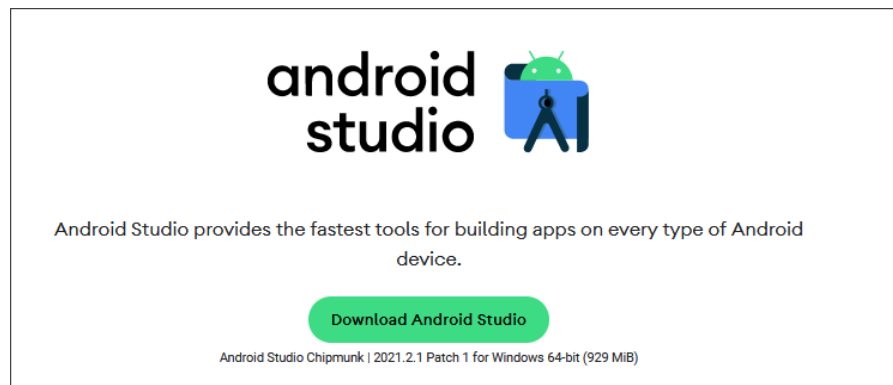 android
studio
Android Studio provides the fastest tools for building apps on every type of Android
device.
Download Android Studio
Android Studio Chipmunk | 2021.2.1 Patch 1 for Windows 64-bit (929 MiB)